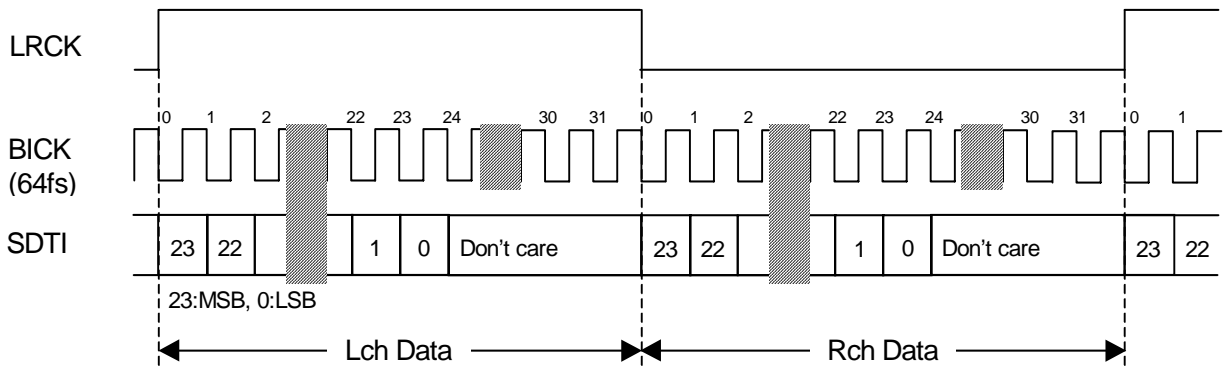 LRCK
0 1 2 22 23 24 30 31 0 1 2 22 23 24 30 31 0 1
BICK
(64fs)
SDTI 23 22 1 0 Don't care 23 22 1 0 Don't care 23 22
23:MSB, 0:LSB
Lch Data Rch Data